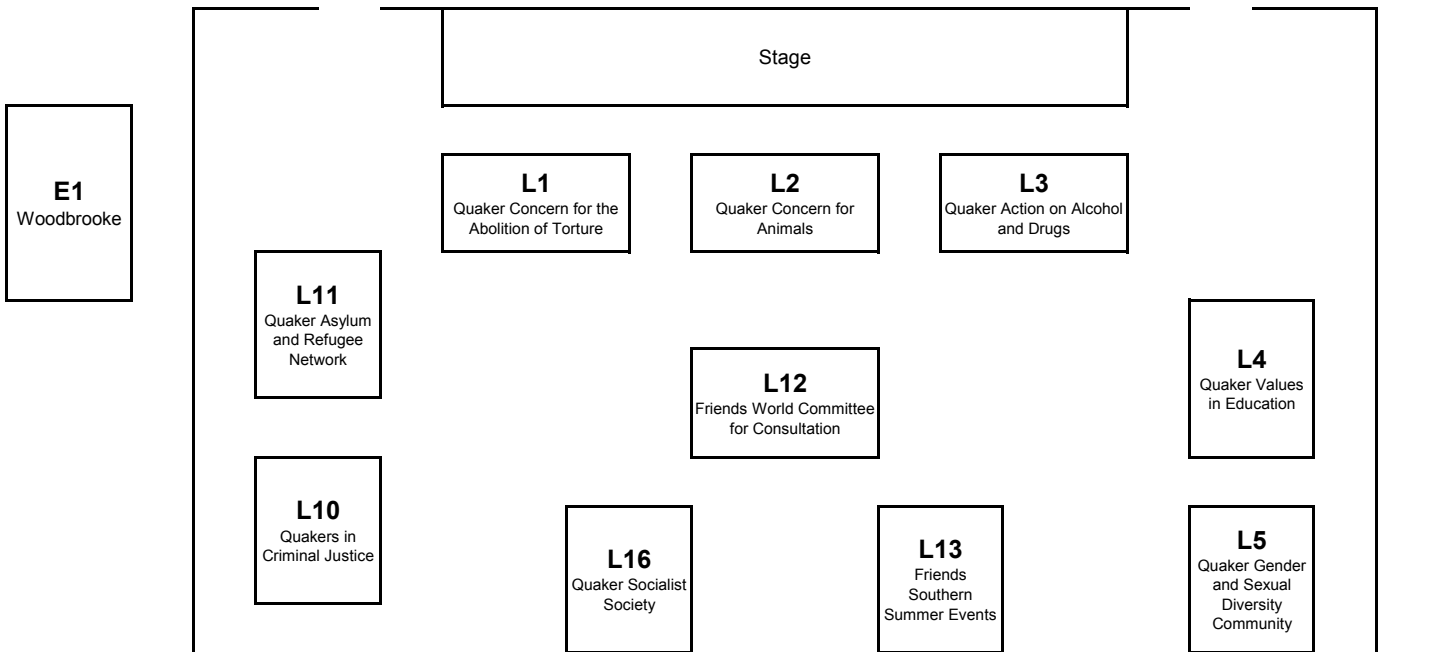 Stage
E1
Woodbrooke
L1
Quaker Concern for the
Abolition of Torture
L2
Quaker Concern for
Animals
L3
Quaker Action on Alcohol
and Drugs
L11
Quaker Asylum
and Refugee
Network
L12
Friends World Committee
for Consultation
L4
Quaker Values
in Education
L10
Quakers in
Criminal Justice
L16
Quaker Socialist
Society
L13
Friends
Southern
Summer Events
L5
Quaker Gender
and Sexual
Diversity
Community